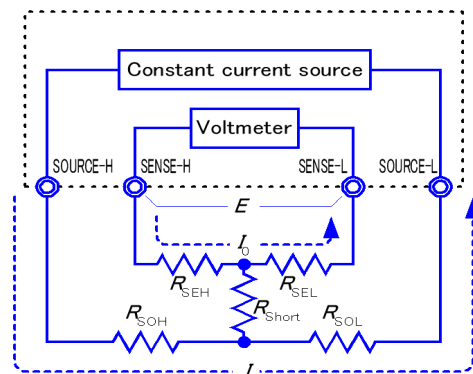 Constant current source
Voltmeter
SOURCE-H SENSE-H SENSE-L SOURCE-L
E
I0
RSEH RSEL
RShort
RSOH RSOL
I